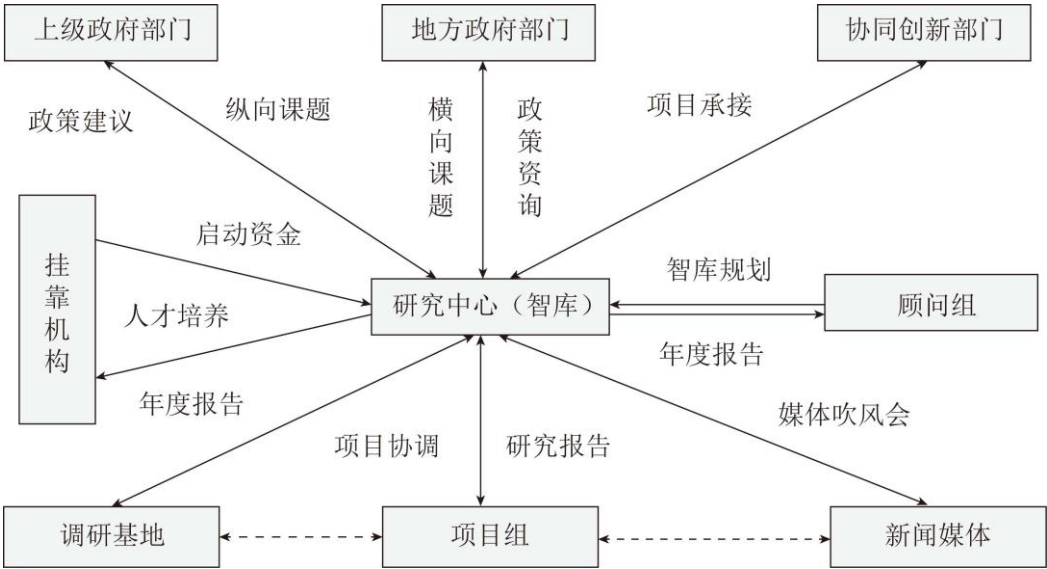 上级政府部门
地方政府部门
协同创新部门
政策建议
纵向课题
横向课题
政策资询
项目承接
挂靠机构
启动资金
人才培养
年度报告
研究中心（智库）
智库规划
顾问组
年度报告
项目协调
研究报告
媒体吹风会
调研基地
项目组
新闻媒体